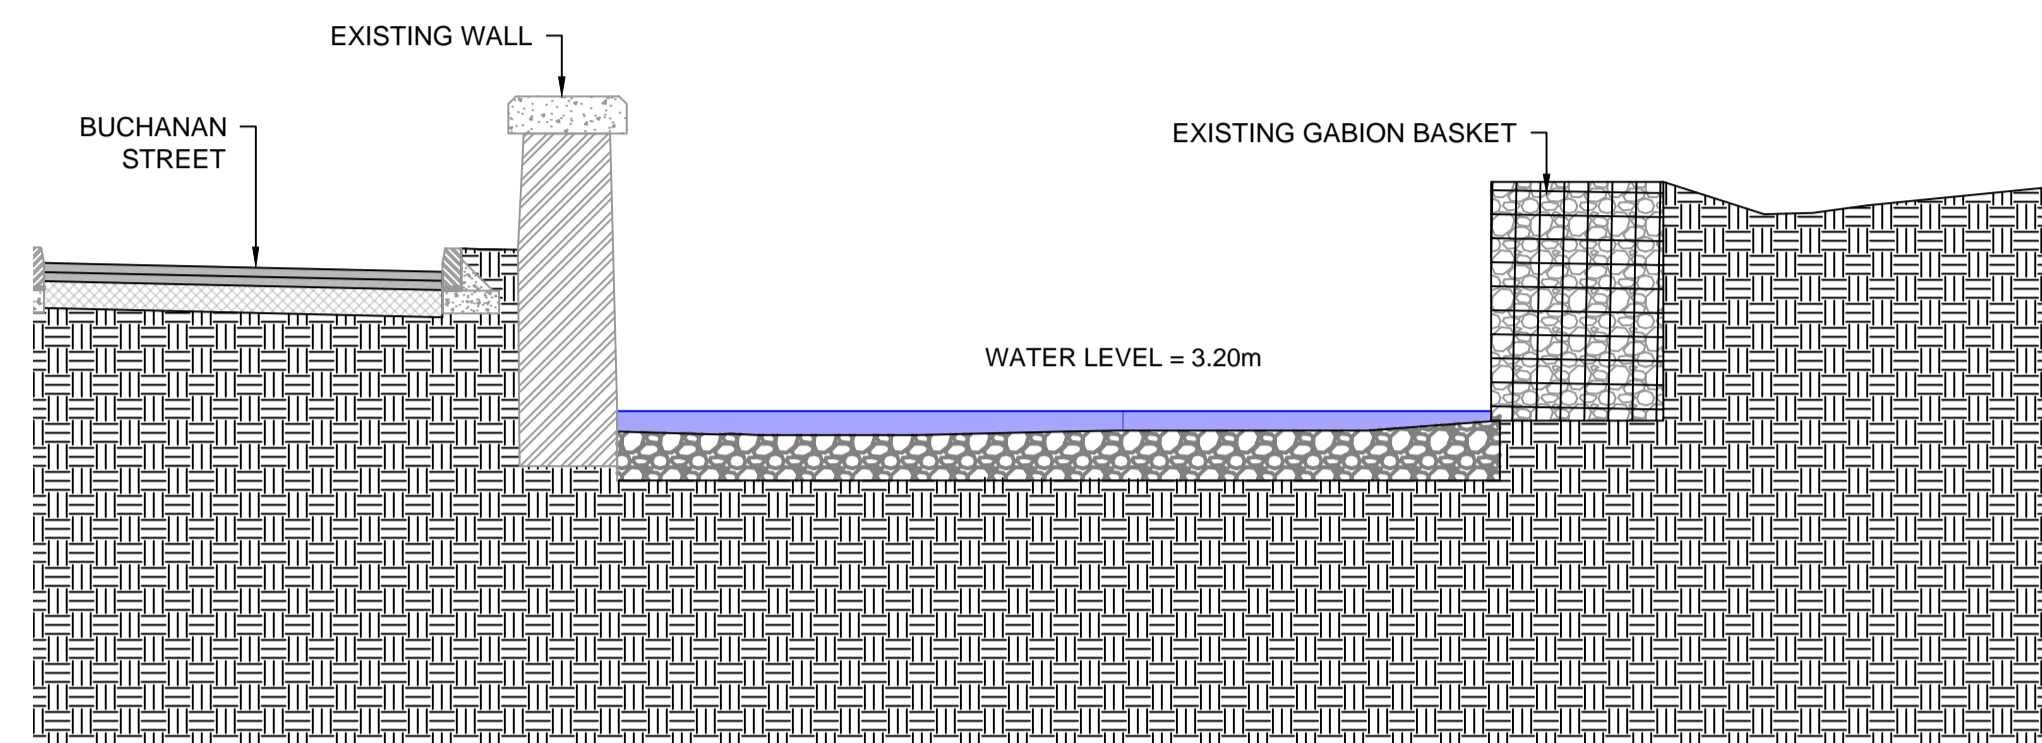 EXISTING WALL
BUCHANAN
STREET
EXISTING GABION BASKET
WATER LEVEL = 3.20m